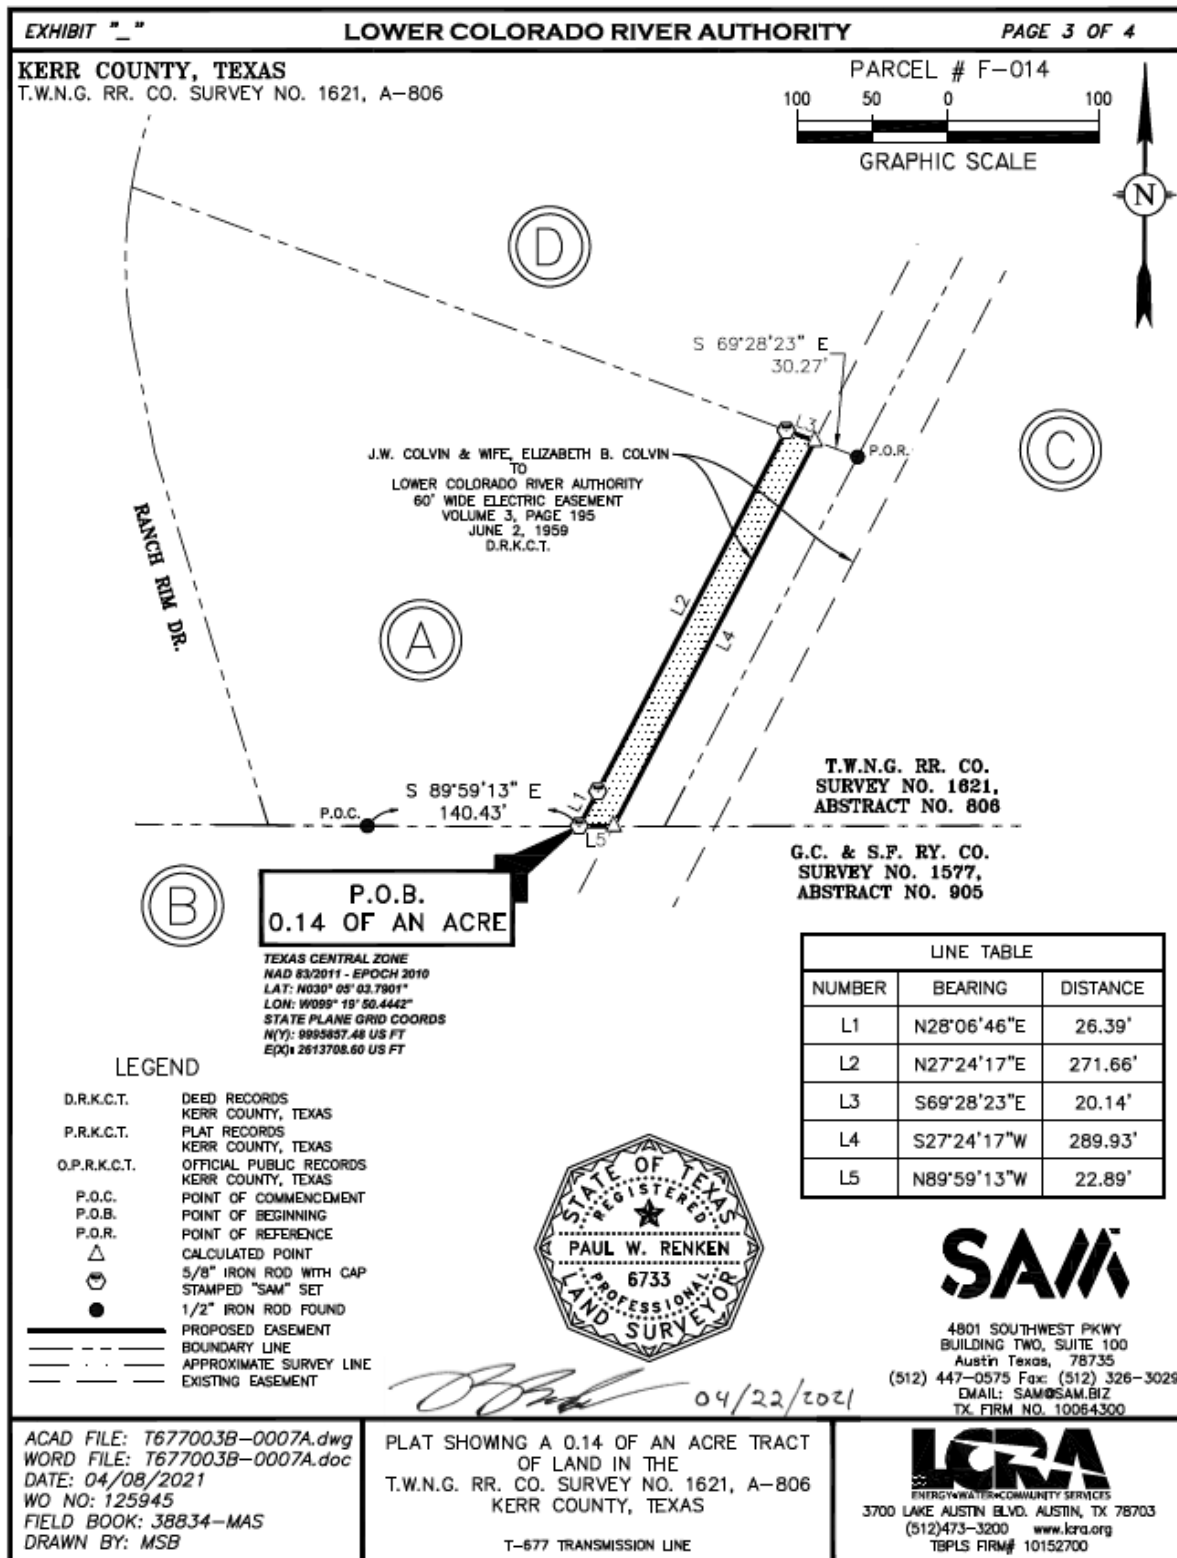 EXHIBIT "_"
LOWER COLORADO RIVER AUTHORITY
PAGE 3 OF 4
KERR COUNTY, TEXAS
T.W.N.G. RR. CO. SURVEY NO. 1621, A-806
PARCEL # F-014
100 50 0 100
GRAPHIC SCALE
N
D
S 69°28'23" E
30.27'
L3
P.O.R.
C
J.W. COLVIN & WIFE, ELIZABETH B. COLVIN
TO
LOWER COLORADO RIVER AUTHORITY
60' WIDE ELECTRIC EASEMENT
VOLUME 3, PAGE 195
JUNE 2, 1959
D.R.K.C.T.
RANCH RIM DR.
L2
L4
A
S 89°59'13" E
140.43'
P.O.C.
L1
L5
T.W.N.G. RR. CO.
SURVEY NO. 1621,
ABSTRACT NO. 806
G.C. & S.F. RY. CO.
SURVEY NO. 1577,
ABSTRACT NO. 905
B
P.O.B.
0.14 OF AN ACRE
TEXAS CENTRAL ZONE
NAD 83/2011 - EPOCH 2010
LAT: N030° 05' 03.7901"
LON: W099° 19' 50.4442"
STATE PLANE GRID COORDS
N(Y): 9995857.48 US FT
E(X): 2613708.60 US FT
LINE TABLE
NUMBER BEARING DISTANCE
L1 N28°06'46"E 26.39'
L2 N27°24'17"E 271.66'
L3 S69°28'23"E 20.14'
L4 S27°24'17"W 289.93'
L5 N89°59'13"W 22.89'
LEGEND
D.R.K.C.T. DEED RECORDS
KERR COUNTY, TEXAS
P.R.K.C.T. PLAT RECORDS
KERR COUNTY, TEXAS
O.P.R.K.C.T. OFFICIAL PUBLIC RECORDS
KERR COUNTY, TEXAS
P.O.C. POINT OF COMMENCEMENT
P.O.B. POINT OF BEGINNING
P.O.R. POINT OF REFERENCE
CALCULATED POINT
5/8" IRON ROD WITH CAP
STAMPED "SAM" SET
1/2" IRON ROD FOUND
PROPOSED EASEMENT
BOUNDARY LINE
APPROXIMATE SURVEY LINE
EXISTING EASEMENT
STATE OF TEXAS
REGISTERED
PAUL W. RENKEN
6733
PROFESSIONAL
LAND SURVEYOR
04/22/2021
SAM
4801 SOUTHWEST PKWY
BUILDING TWO, SUITE 100
Austin Texas, 78735
(512) 447-0575 Fax: (512) 326-3029
EMAIL: SAM@SAM.BIZ
TX. FIRM NO. 10064300
ACAD FILE: T677003B-0007A.dwg
WORD FILE: T677003B-0007A.doc
DATE: 04/08/2021
WO NO: 125945
FIELD BOOK: 38834-MAS
DRAWN BY: MSB
PLAT SHOWING A 0.14 OF AN ACRE TRACT
OF LAND IN THE
T.W.N.G. RR. CO. SURVEY NO. 1621, A-806
KERR COUNTY, TEXAS
T-677 TRANSMISSION LINE
LCRA
ENERGY•WATER•COMMUNITY SERVICES
3700 LAKE AUSTIN BLVD. AUSTIN, TX 78703
(512)473-3200 www.lcra.org
TBPLS FIRM# 10152700